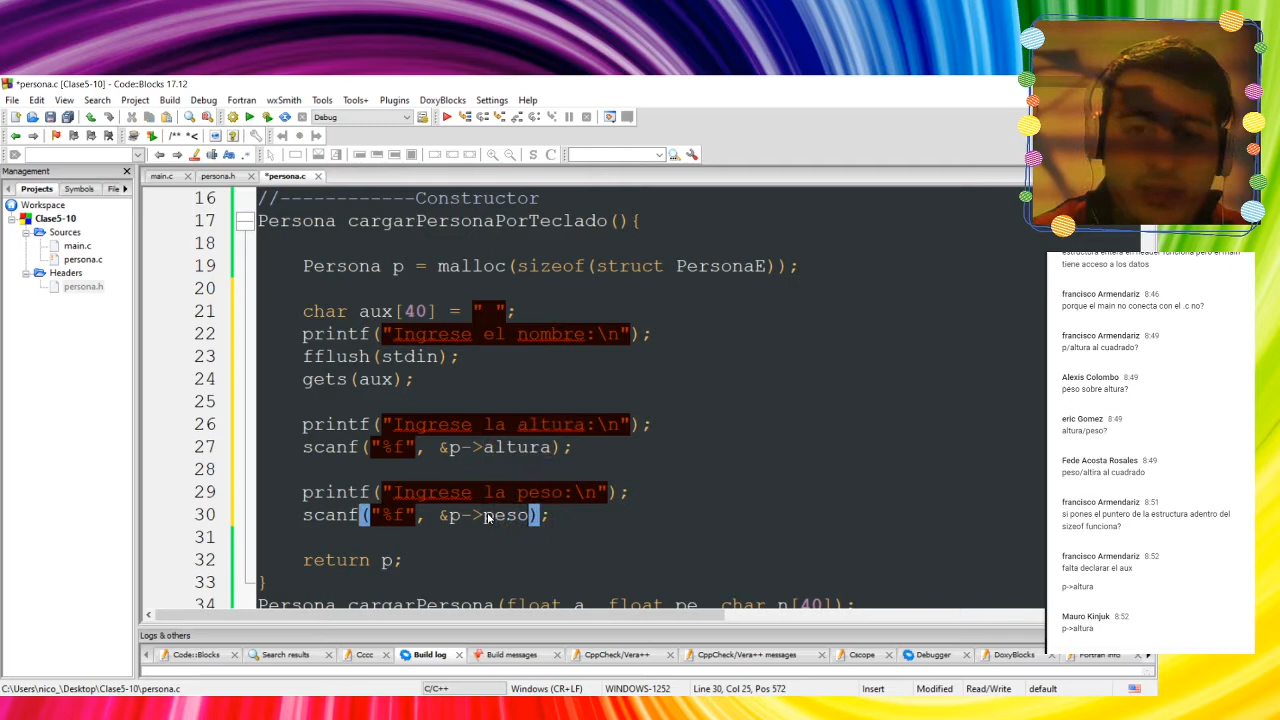 *persona.c [Clase5-10] - Code::Blocks 17.12
File Edit View Search Project Build Debug Fortran wxSmith Tools Tools+ Plugins DoxyBlocks Settings Help
Debug
Management
main.c persona.h *persona.c
Projects Symbols File
Workspace
Clase5-10
Sources
main.c
persona.c
Headers
persona.h
16 //------------Constructor
17 Persona cargarPersonaPorTeclado(){
18
19 Persona p = malloc(sizeof(struct PersonaE));
20
21 char aux[40] = " ";
22 printf("Ingrese el nombre:\n");
23 fflush(stdin);
24 gets(aux);
25
26 printf("Ingrese la altura:\n");
27 scanf("%f", &p->altura);
28
29 printf("Ingrese la peso:\n");
30 scanf("%f", &p->peso);
31
32 return p;
33 }
34 Persona cargarPersona(float a, float pe, char n[40]);
Logs & others
Code::Blocks Search results Cccc Build log Build messages CppCheck/Vera++ CppCheck/Vera++ messages Cscope Debugger DoxyBlocks Fortran info
C:\Users\nico_\Desktop\Clase5-10\persona.c C/C++ Windows (CR+LF) WINDOWS-1252 Line 30, Col 25, Pos 572 Insert Modified Read/Write default
estructura entera en header funciona pero el main
tiene acceso a los datos
francisco Armendariz 8:46
porque el main no conecta con el .c no?
francisco Armendariz 8:49
p/altura al cuadrado?
Alexis Colombo 8:49
peso sobre altura?
eric Gomez 8:49
altura/peso?
Fede Acosta Rosales 8:49
peso/altira al cuadrado
francisco Armendariz 8:51
si pones el puntero de la estructura adentro del
sizeof funciona?
francisco Armendariz 8:52
falta declarar el aux
p->altura
Mauro Kinjuk 8:52
p->altura